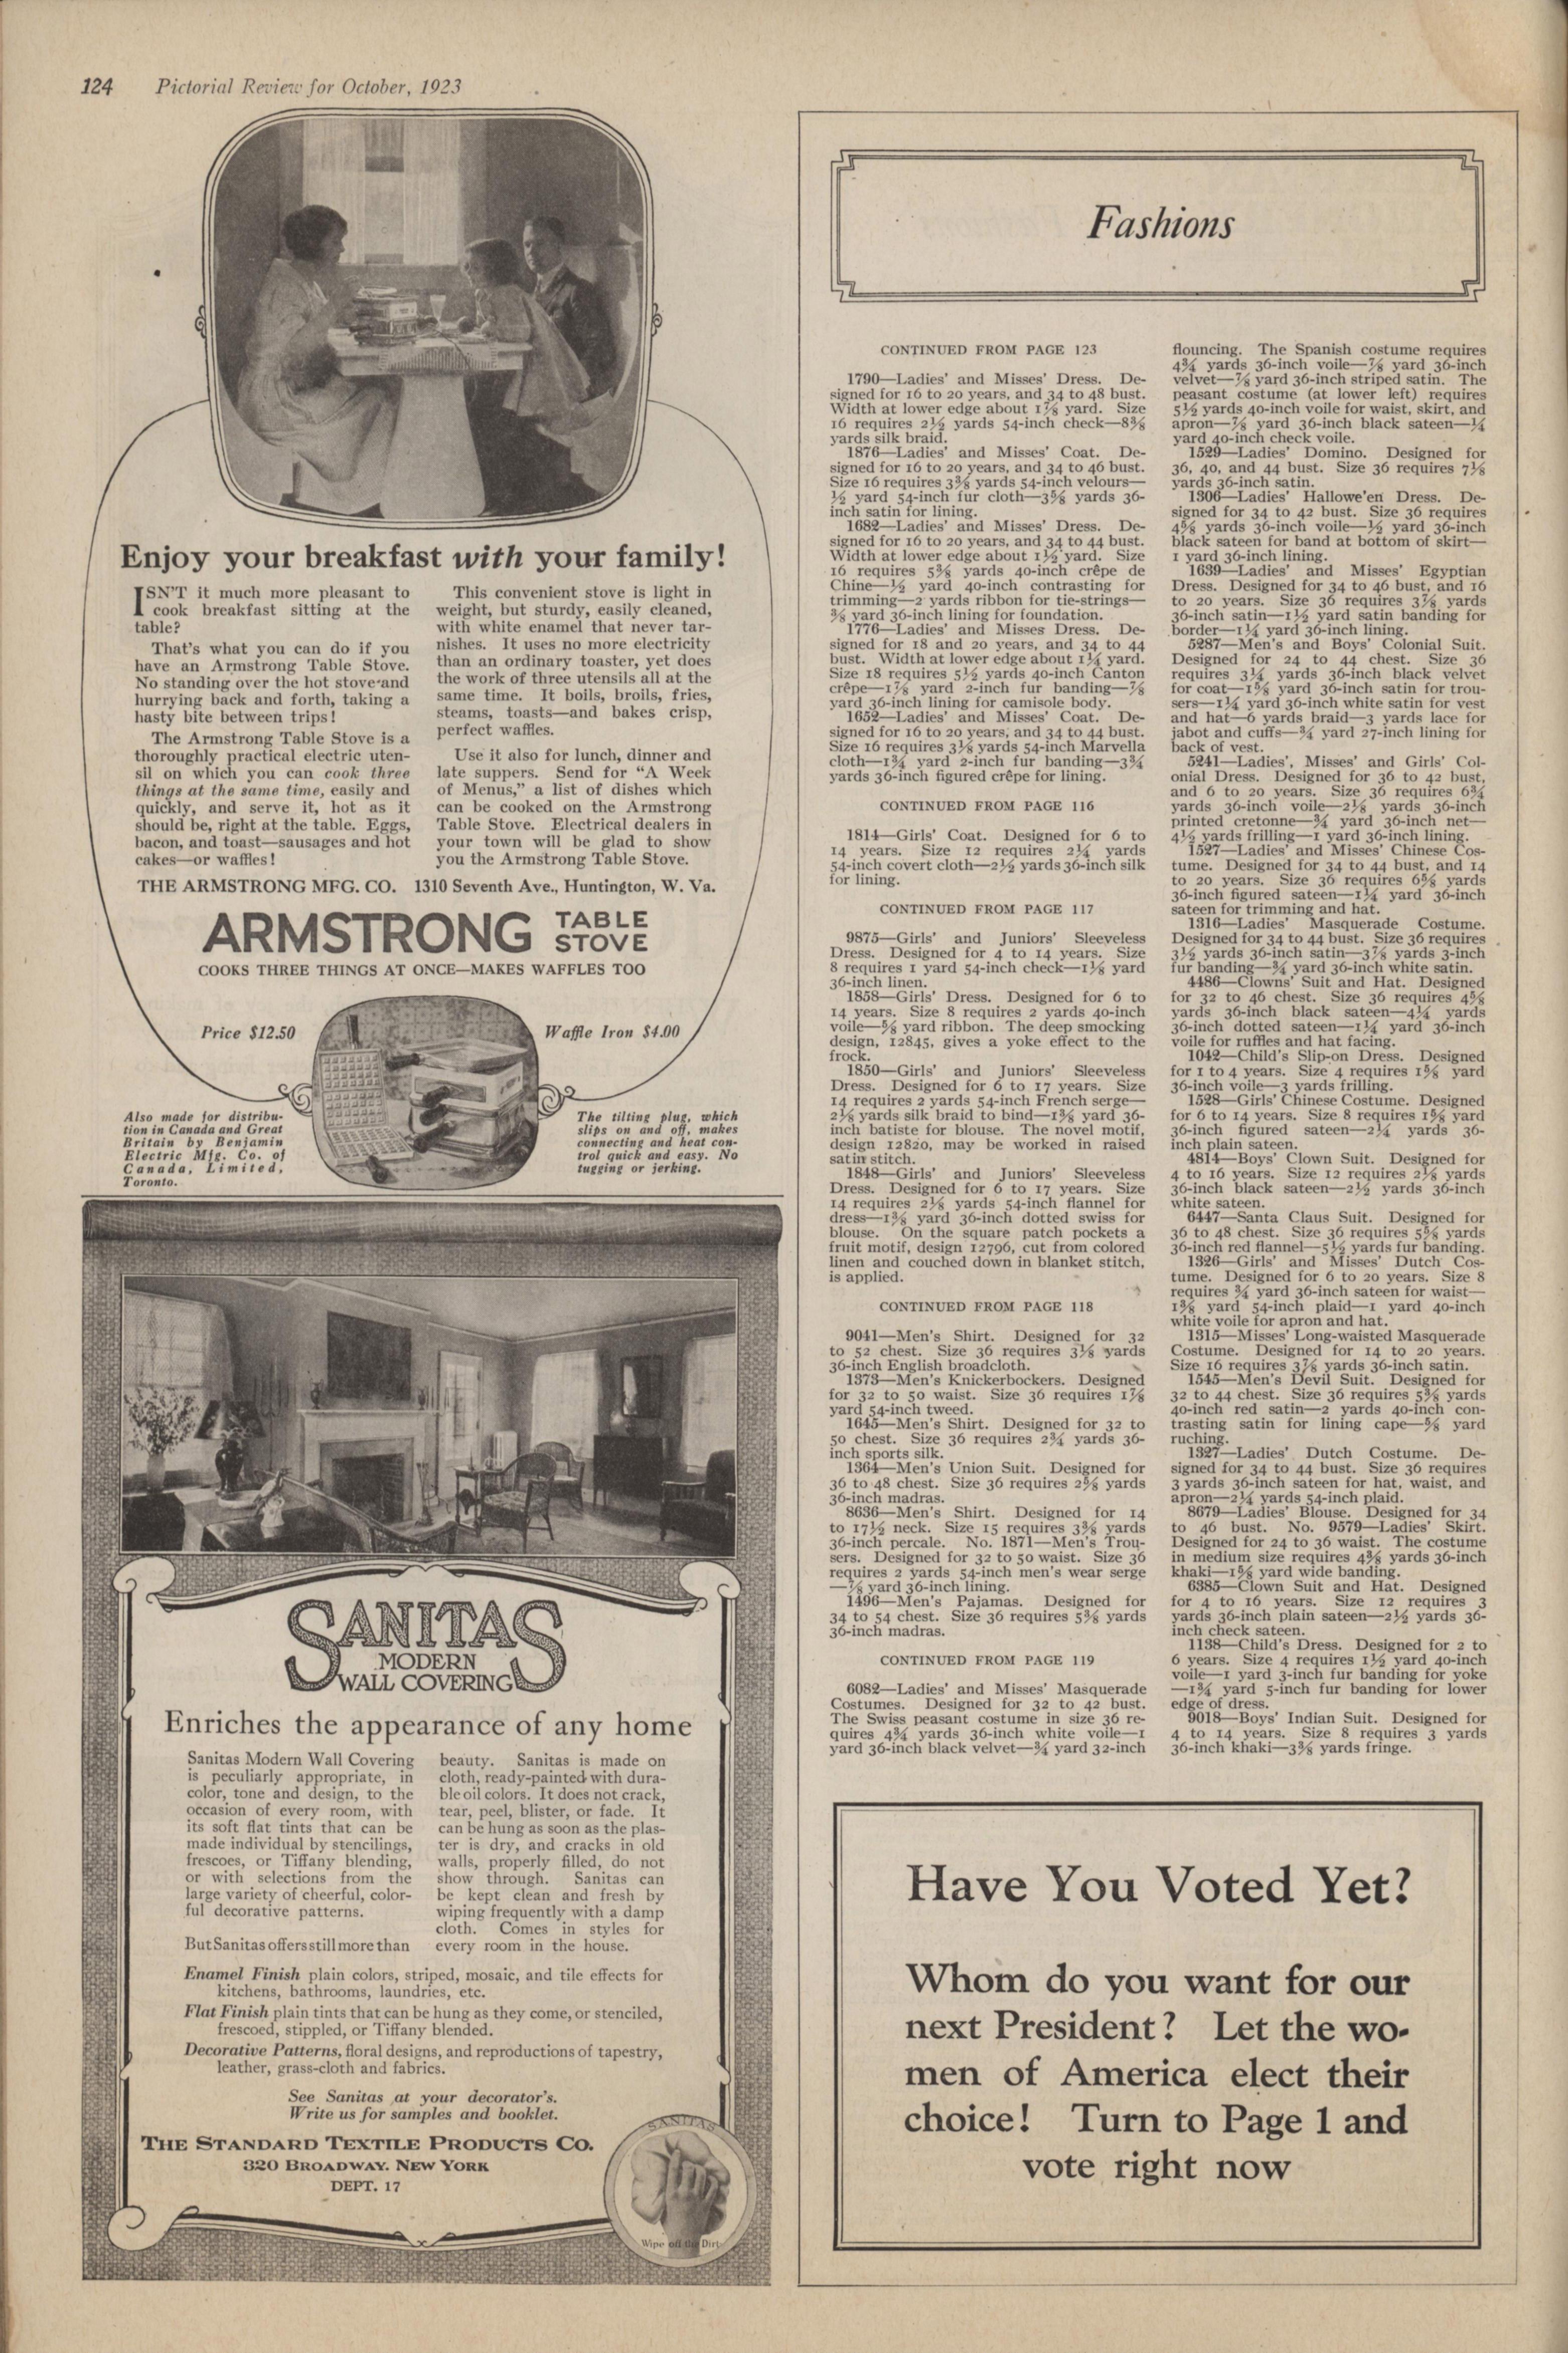 124 Pictorial Review for October, 1923
Enjoy your breakfast with your family!
ISN'T it much more pleasant to
cook breakfast sitting at the
table?
That's what you can do if you
have an Armstrong Table Stove.
No standing over the hot stove and
hurrying back and forth, taking a
hasty bite between trips!
The Armstrong Table Stove is a
thoroughly practical electric uten-
sil on which you can cook three
things at the same time, easily and
quickly, and serve it, hot as it
should be, right at the table. Eggs,
bacon, and toast—sausages and hot
cakes—or waffles!
This convenient stove is light in
weight, but sturdy, easily cleaned,
with white enamel that never tar-
nishes. It uses no more electricity
than an ordinary toaster, yet does
the work of three utensils all at the
same time. It boils, broils, fries,
steams, toasts—and bakes crisp,
perfect waffles.
Use it also for lunch, dinner and
late suppers. Send for “A Week
of Menus,” a list of dishes which
can be cooked on the Armstrong
Table Stove. Electrical dealers in
your town will be glad to show
you the Armstrong Table Stove.
THE ARMSTRONG MFG. CO. 1310 Seventh Ave., Huntington, W. Va.
ARMSTRONG TABLE
STOVE
COOKS THREE THINGS AT ONCE—MAKES WAFFLES TOO
Price $12.50
Waffle Iron $4.00
Also made for distribu-
tion in Canada and Great
Britain by Benjamin
Electric Mfg. Co. of
Canada, Limited,
Toronto.
The tilting plug, which
slips on and off, makes
connecting and heat con-
trol quick and easy. No
tugging or jerking.
SANITAS
MODERN
WALL COVERING
Enriches the appearance of any home
Sanitas Modern Wall Covering
is peculiarly appropriate, in
color, tone and design, to the
occasion of every room, with
its soft flat tints that can be
made individual by stencilings,
frescoes, or Tiffany blending,
or with selections from the
large variety of cheerful, color-
ful decorative patterns.
But Sanitas offers still more than
beauty. Sanitas is made on
cloth, ready-painted with dura-
ble oil colors. It does not crack,
tear, peel, blister, or fade. It
can be hung as soon as the plas-
ter is dry, and cracks in old
walls, properly filled, do not
show through. Sanitas can
be kept clean and fresh by
wiping frequently with a damp
cloth. Comes in styles for
every room in the house.
Enamel Finish plain colors, striped, mosaic, and tile effects for
kitchens, bathrooms, laundries, etc.
Flat Finish plain tints that can be hung as they come, or stenciled,
frescoed, stippled, or Tiffany blended.
Decorative Patterns, floral designs, and reproductions of tapestry,
leather, grass-cloth and fabrics.
See Sanitas at your decorator's.
Write us for samples and booklet.
THE STANDARD TEXTILE PRODUCTS CO.
320 BROADWAY. NEW YORK
DEPT. 17
SANITAS
Wipe off the Dirt
Fashions
CONTINUED FROM PAGE 123
1790—Ladies' and Misses' Dress. De-
signed for 16 to 20 years, and 34 to 48 bust.
Width at lower edge about 1⅞ yard. Size
16 requires 2½ yards 54-inch check—8⅜
yards silk braid.
1876—Ladies' and Misses' Coat. De-
signed for 16 to 20 years, and 34 to 46 bust.
Size 16 requires 3⅜ yards 54-inch velours—
½ yard 54-inch fur cloth—3⅝ yards 36-
inch satin for lining.
1682—Ladies' and Misses' Dress. De-
signed for 16 to 20 years, and 34 to 44 bust.
Width at lower edge about 1½ yard. Size
16 requires 5⅜ yards 40-inch crêpe de
Chine—½ yard 40-inch contrasting for
trimming—2 yards ribbon for tie-strings—
⅜ yard 36-inch lining for foundation.
1776—Ladies' and Misses Dress. De-
signed for 18 and 20 years, and 34 to 44
bust. Width at lower edge about 1¼ yard.
Size 18 requires 5½ yards 40-inch Canton
crêpe—1⅞ yard 2-inch fur banding—⅞
yard 36-inch lining for camisole body.
1652—Ladies' and Misses' Coat. De-
signed for 16 to 20 years, and 34 to 44 bust.
Size 16 requires 3⅛ yards 54-inch Marvella
cloth—1¾ yard 2-inch fur banding—3¾
yards 36-inch figured crêpe for lining.
CONTINUED FROM PAGE 116
1814—Girls' Coat. Designed for 6 to
14 years. Size 12 requires 2¼ yards
54-inch covert cloth—2½ yards 36-inch silk
for lining.
CONTINUED FROM PAGE 117
9875—Girls' and Juniors' Sleeveless
Dress. Designed for 4 to 14 years. Size
8 requires 1 yard 54-inch check—1⅛ yard
36-inch linen.
1858—Girls' Dress. Designed for 6 to
14 years. Size 8 requires 2 yards 40-inch
voile—⅝ yard ribbon. The deep smocking
design, 12845, gives a yoke effect to the
frock.
1850—Girls' and Juniors' Sleeveless
Dress. Designed for 6 to 17 years. Size
14 requires 2 yards 54-inch French serge—
2⅛ yards silk braid to bind—1⅜ yard 36-
inch batiste for blouse. The novel motif,
design 12820, may be worked in raised
satin stitch.
1848—Girls' and Juniors' Sleeveless
Dress. Designed for 6 to 17 years. Size
14 requires 2⅛ yards 54-inch flannel for
dress—1⅜ yard 36-inch dotted swiss for
blouse. On the square patch pockets a
fruit motif, design 12796, cut from colored
linen and couched down in blanket stitch,
is applied.
CONTINUED FROM PAGE 118
9041—Men's Shirt. Designed for 32
to 52 chest. Size 36 requires 3⅛ yards
36-inch English broadcloth.
1373—Men's Knickerbockers. Designed
for 32 to 50 waist. Size 36 requires 1⅞
yard 54-inch tweed.
1645—Men's Shirt. Designed for 32 to
50 chest. Size 36 requires 2¾ yards 36-
inch sports silk.
1364—Men's Union Suit. Designed for
36 to 48 chest. Size 36 requires 2⅝ yards
36-inch madras.
8636—Men's Shirt. Designed for 14
to 17½ neck. Size 15 requires 3⅜ yards
36-inch percale. No. 1871—Men's Trou-
sers. Designed for 32 to 50 waist. Size 36
requires 2 yards 54-inch men's wear serge
—⅞ yard 36-inch lining.
1496—Men's Pajamas. Designed for
34 to 54 chest. Size 36 requires 5⅜ yards
36-inch madras.
CONTINUED FROM PAGE 119
6082—Ladies' and Misses' Masquerade
Costumes. Designed for 32 to 42 bust.
The Swiss peasant costume in size 36 re-
quires 4¾ yards 36-inch white voile—1
yard 36-inch black velvet—¾ yard 32-inch
flouncing. The Spanish costume requires
4¾ yards 36-inch voile—⅞ yard 36-inch
velvet—⅞ yard 36-inch striped satin. The
peasant costume (at lower left) requires
5½ yards 40-inch voile for waist, skirt, and
apron—⅞ yard 36-inch black sateen—¼
yard 40-inch check voile.
1529—Ladies' Domino. Designed for
36, 40, and 44 bust. Size 36 requires 7⅛
yards 36-inch satin.
1306—Ladies' Hallowe'en Dress. De-
signed for 34 to 42 bust. Size 36 requires
4⅝ yards 36-inch voile—½ yard 36-inch
black sateen for band at bottom of skirt—
1 yard 36-inch lining.
1639—Ladies' and Misses' Egyptian
Dress. Designed for 34 to 46 bust, and 16
to 20 years. Size 36 requires 3⅞ yards
36-inch satin—1½ yard satin banding for
border—1¼ yard 36-inch lining.
5287—Men's and Boys' Colonial Suit.
Designed for 24 to 44 chest. Size 36
requires 3¼ yards 36-inch black velvet
for coat—1⅝ yard 36-inch satin for trou-
sers—1¼ yard 36-inch white satin for vest
and hat—6 yards braid—3 yards lace for
jabot and cuffs—¾ yard 27-inch lining for
back of vest.
5241—Ladies', Misses' and Girls' Col-
onial Dress. Designed for 36 to 42 bust,
and 6 to 20 years. Size 36 requires 6¾
yards 36-inch voile—2⅛ yards 36-inch
printed cretonne—¾ yard 36-inch net—
4½ yards frilling—1 yard 36-inch lining.
1527—Ladies' and Misses' Chinese Cos-
tume. Designed for 34 to 44 bust, and 14
to 20 years. Size 36 requires 6⅝ yards
36-inch figured sateen—1¼ yard 36-inch
sateen for trimming and hat.
1316—Ladies' Masquerade Costume.
Designed for 34 to 44 bust. Size 36 requires
3½ yards 36-inch satin—3⅞ yards 3-inch
fur banding—¾ yard 36-inch white satin.
4486—Clowns' Suit and Hat. Designed
for 32 to 46 chest. Size 36 requires 4⅝
yards 36-inch black sateen—4¼ yards
36-inch dotted sateen—1¼ yard 36-inch
voile for ruffles and hat facing.
1042—Child's Slip-on Dress. Designed
for 1 to 4 years. Size 4 requires 1⅝ yard
36-inch voile—3 yards frilling.
1528—Girls' Chinese Costume. Designed
for 6 to 14 years. Size 8 requires 1⅝ yard
36-inch figured sateen—2¼ yards 36-
inch plain sateen.
4814—Boys' Clown Suit. Designed for
4 to 16 years. Size 12 requires 2⅛ yards
36-inch black sateen—2½ yards 36-inch
white sateen.
6447—Santa Claus Suit. Designed for
36 to 48 chest. Size 36 requires 5⅝ yards
36-inch red flannel—5½ yards fur banding.
1326—Girls' and Misses' Dutch Cos-
tume. Designed for 6 to 20 years. Size 8
requires ¾ yard 36-inch sateen for waist—
1⅜ yard 54-inch plaid—1 yard 40-inch
white voile for apron and hat.
1315—Misses' Long-waisted Masquerade
Costume. Designed for 14 to 20 years.
Size 16 requires 3⅞ yards 36-inch satin.
1545—Men's Devil Suit. Designed for
32 to 44 chest. Size 36 requires 5⅜ yards
40-inch red satin—2 yards 40-inch con-
trasting satin for lining cape—⅝ yard
ruching.
1327—Ladies' Dutch Costume. De-
signed for 34 to 44 bust. Size 36 requires
3 yards 36-inch sateen for hat, waist, and
apron—2¼ yards 54-inch plaid.
8679—Ladies' Blouse. Designed for 34
to 46 bust. No. 9579—Ladies' Skirt.
Designed for 24 to 36 waist. The costume
in medium size requires 4⅜ yards 36-inch
khaki—1⅝ yard wide banding.
6385—Clown Suit and Hat. Designed
for 4 to 16 years. Size 12 requires 3
yards 36-inch plain sateen—2½ yards 36-
inch check sateen.
1138—Child's Dress. Designed for 2 to
6 years. Size 4 requires 1½ yard 40-inch
voile—1 yard 3-inch fur banding for yoke
—1¾ yard 5-inch fur banding for lower
edge of dress.
9018—Boys' Indian Suit. Designed for
4 to 14 years. Size 8 requires 3 yards
36-inch khaki—3⅜ yards fringe.
Have You Voted Yet?
Whom do you want for our
next President? Let the wo-
men of America elect their
choice! Turn to Page 1 and
vote right now